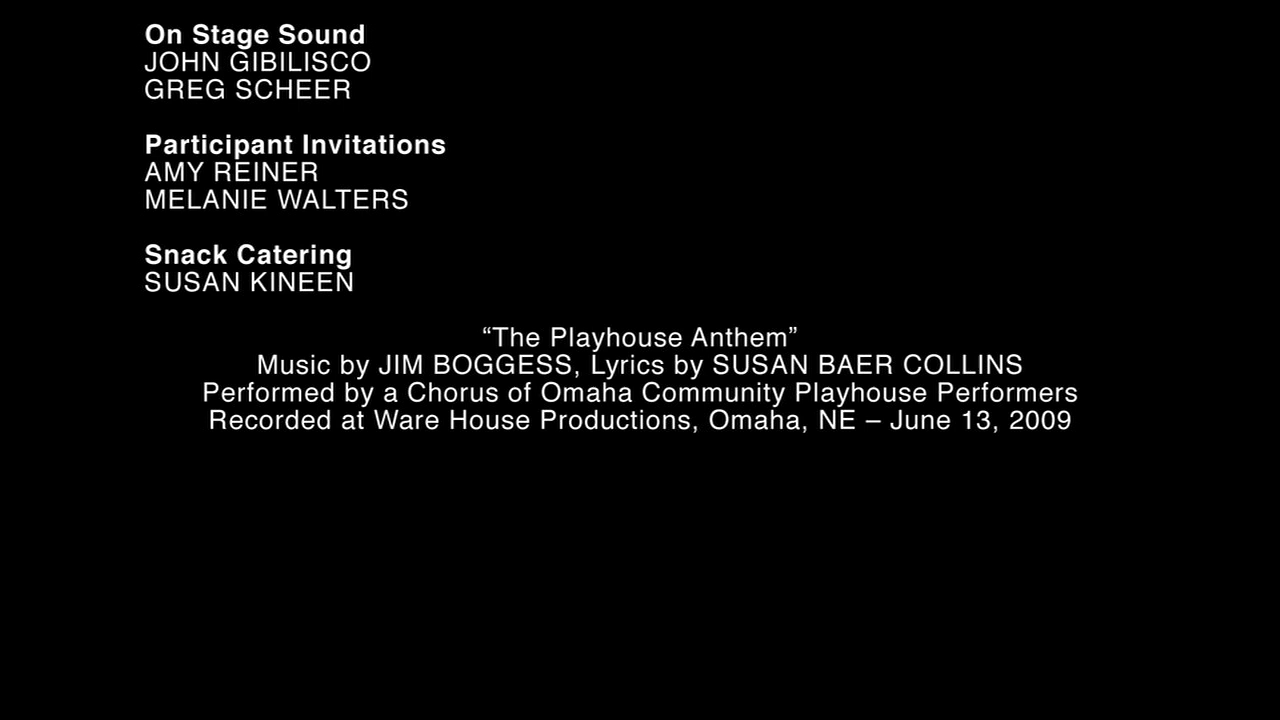 On Stage Sound
JOHN GIBILISCO
GREG SCHEER
Participant Invitations
AMY REINER
MELANIE WALTERS
Snack Catering
SUSAN KINEEN
“The Playhouse Anthem”
Music by JIM BOGGESS, Lyrics by SUSAN BAER COLLINS
Performed by a Chorus of Omaha Community Playhouse Performers
Recorded at Ware House Productions, Omaha, NE – June 13, 2009